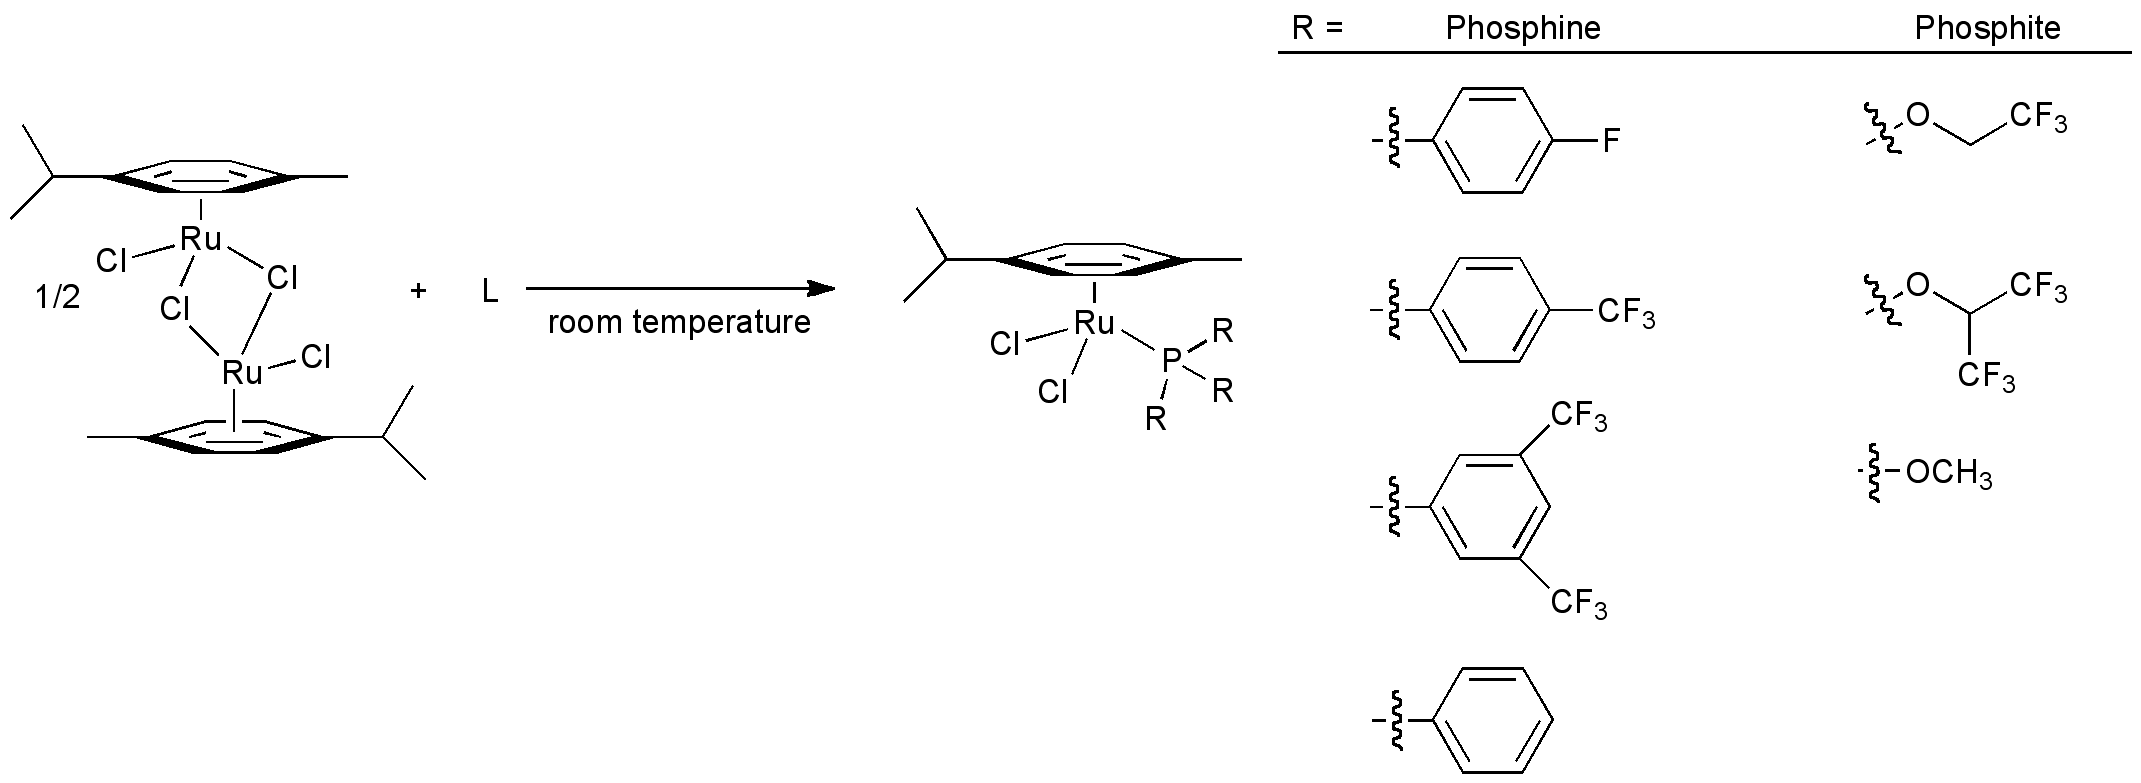 R = Phosphine Phosphite
F
O CF3
CF3
O CF3
CF3
Ru
Cl Cl
Cl
1/2 + L
room temperature
Ru Cl
Ru
Cl
Cl
P R
R
R
CF3
CF3
OCH3